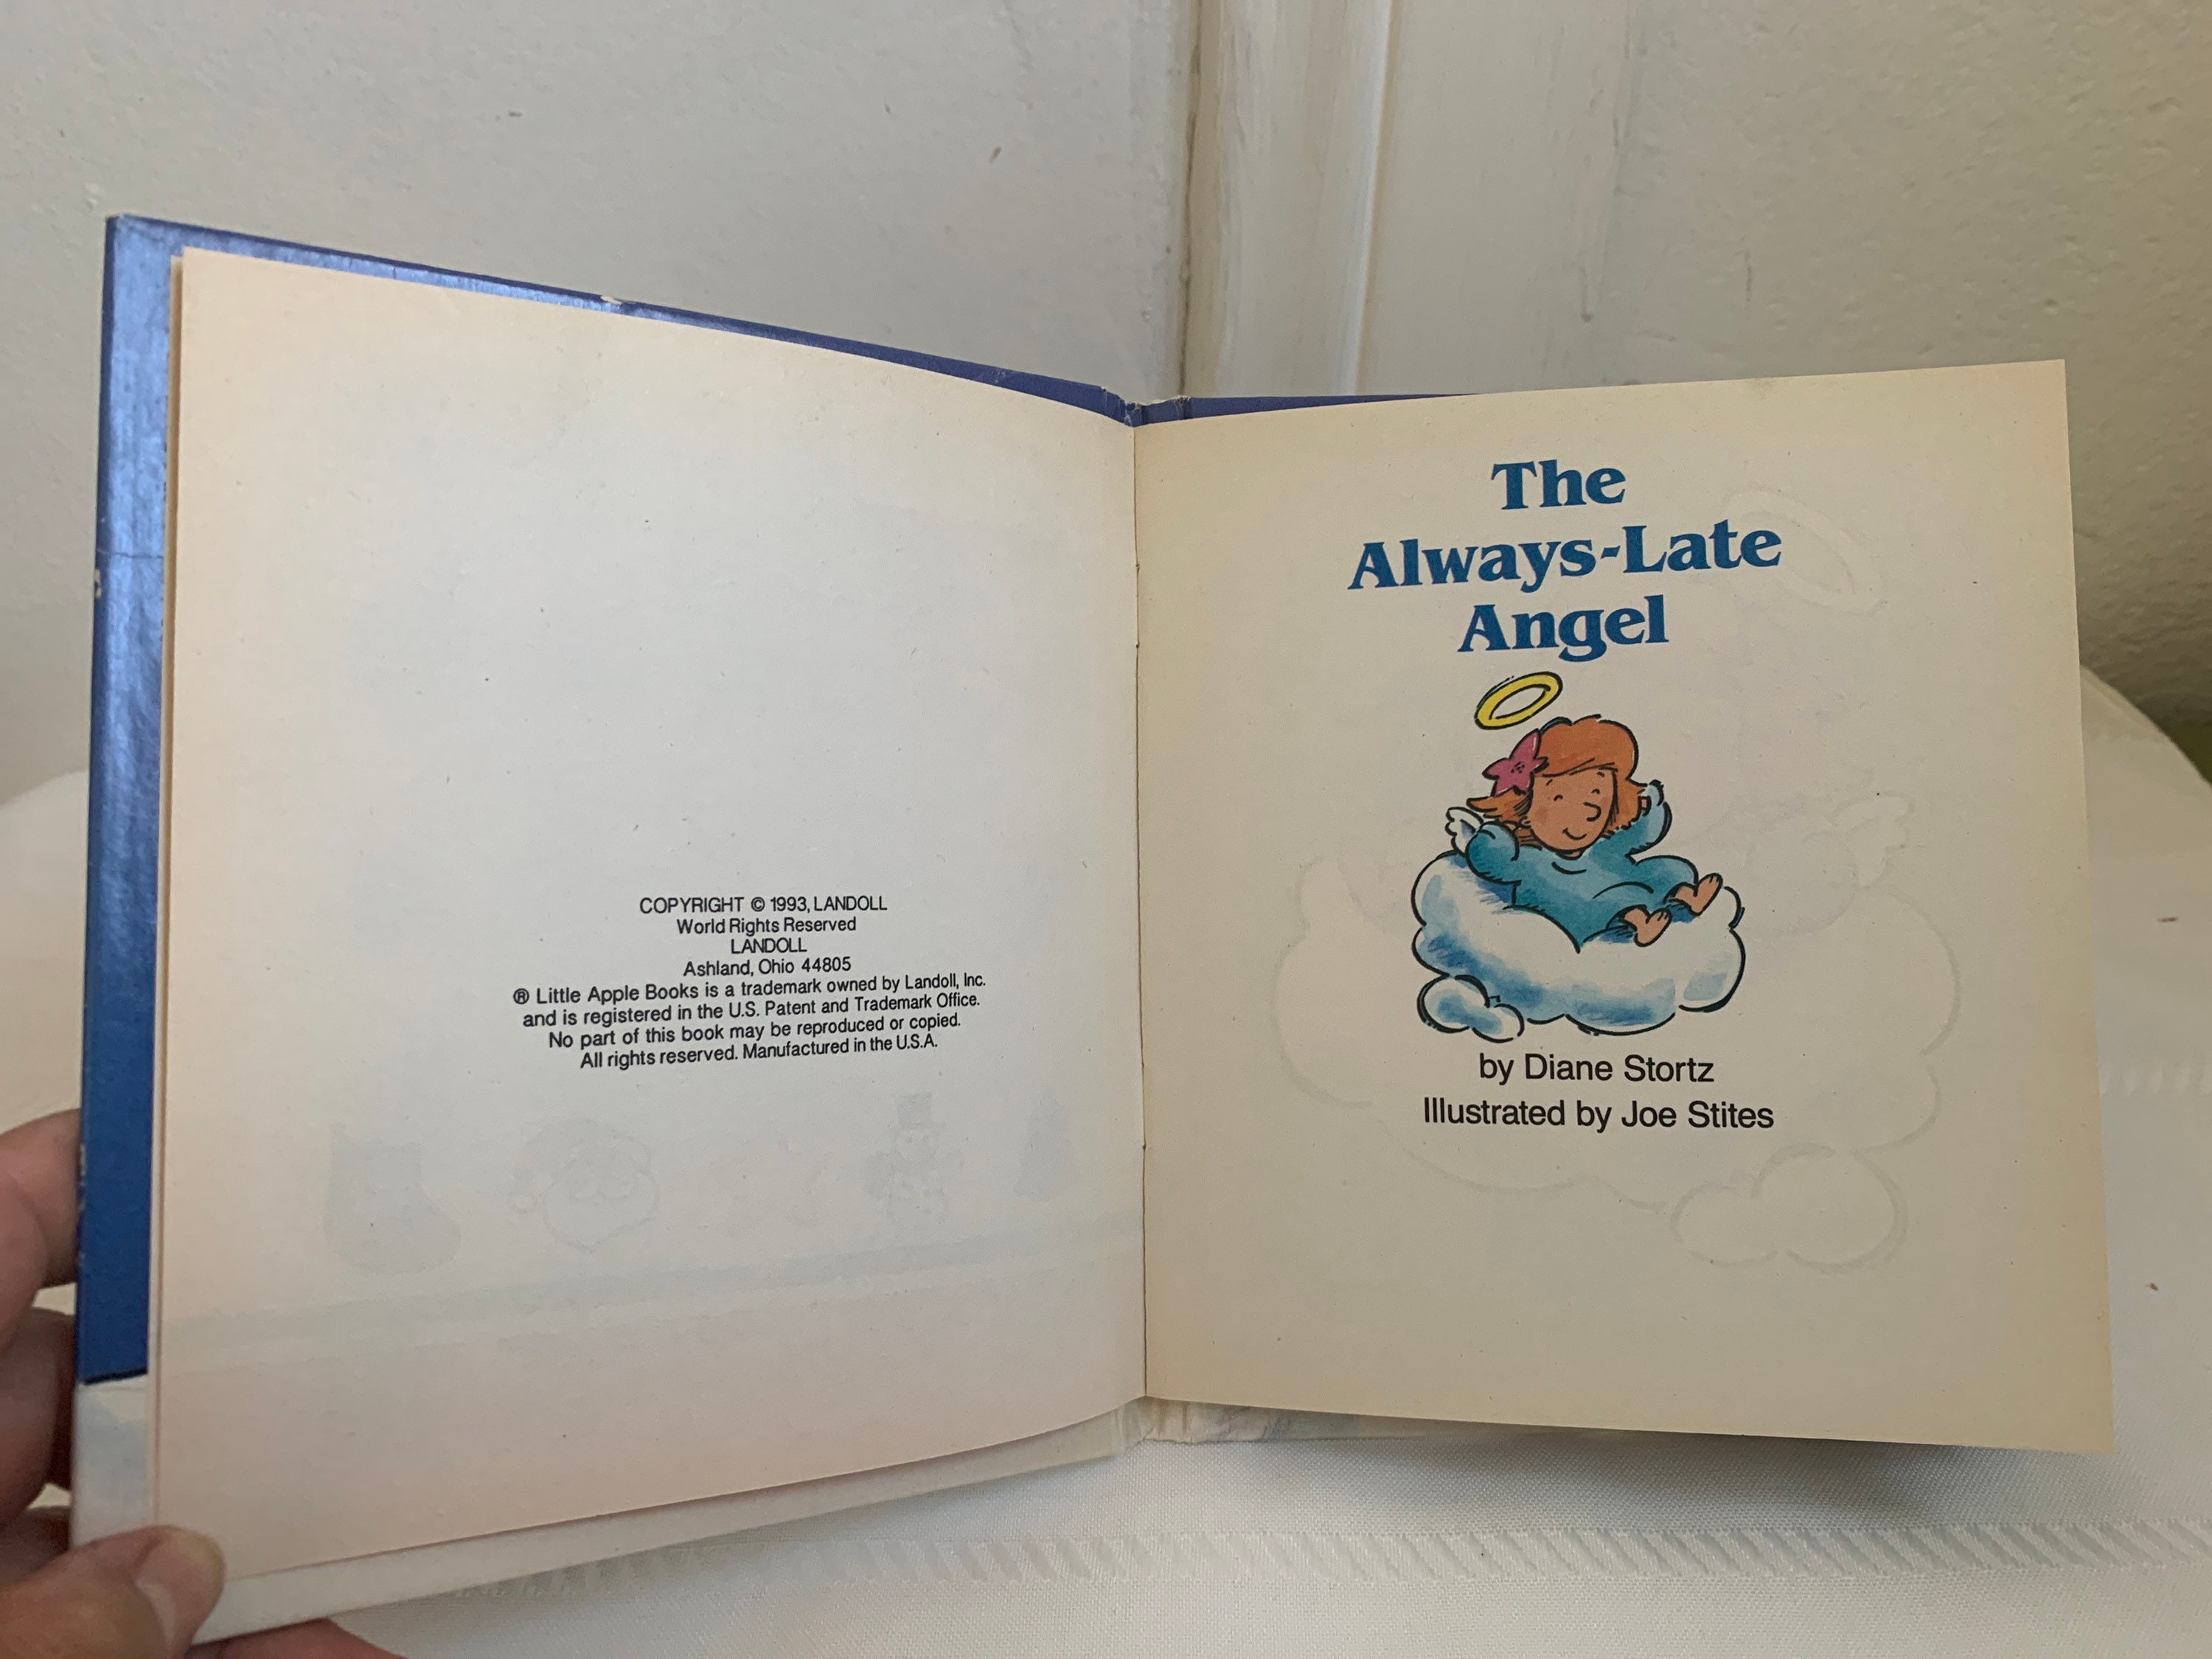 COPYRIGHT © 1993, LANDOLL
World Rights Reserved
LANDOLL
Ashland, Ohio 44805
® Little Apple Books is a trademark owned by Landoll, Inc.
and is registered in the U.S. Patent and Trademark Office.
No part of this book may be reproduced or copied.
All rights reserved. Manufactured in the U.S.A.
The
Always-Late
Angel
by Diane Stortz
Illustrated by Joe Stites